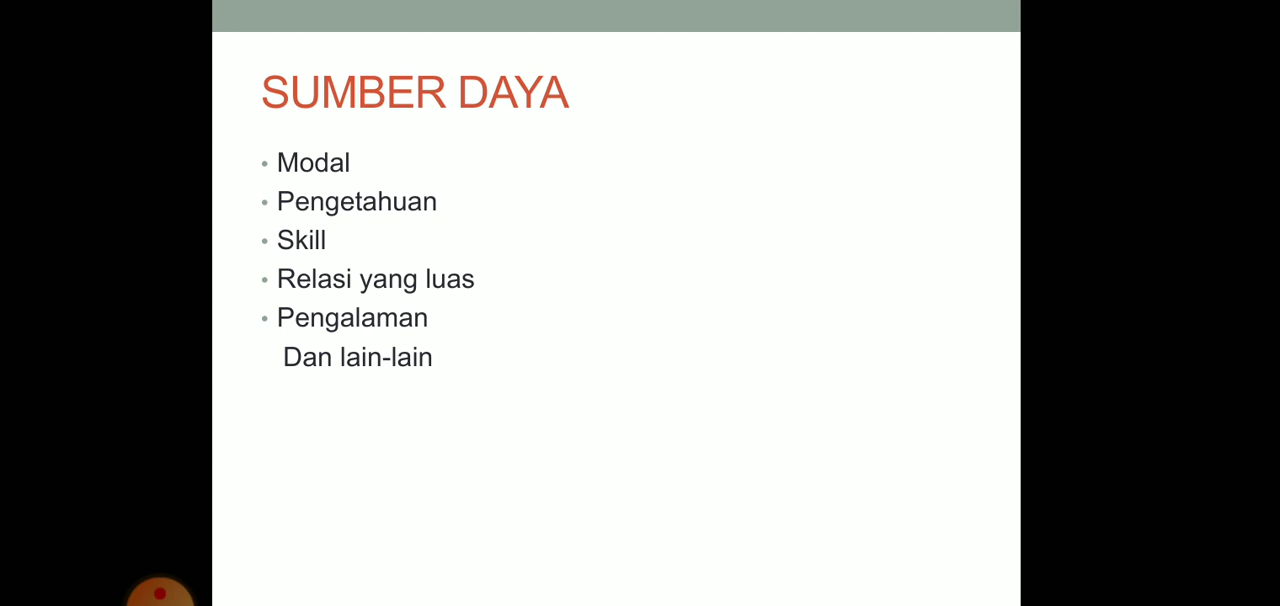 SUMBER DAYA
• Modal
• Pengetahuan
• Skill
• Relasi yang luas
• Pengalaman
Dan lain-lain